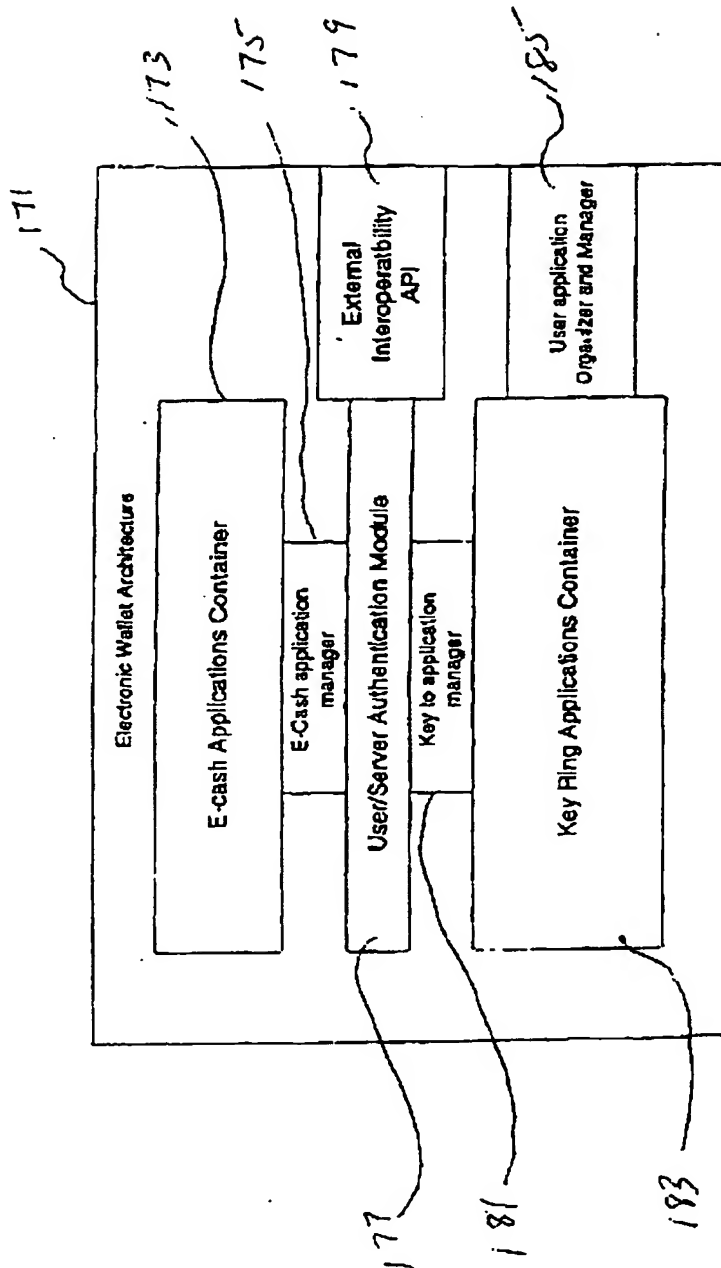 171
Electronic Wallet Architecture
173
E-cash Applications Container
175
E-Cash application
manager
User/Server Authentication Module
177
External
Interoperatbility
API
179
Key to application
manager
181
Key Ring Applications Container
183
User application
Organizer and Manager
185